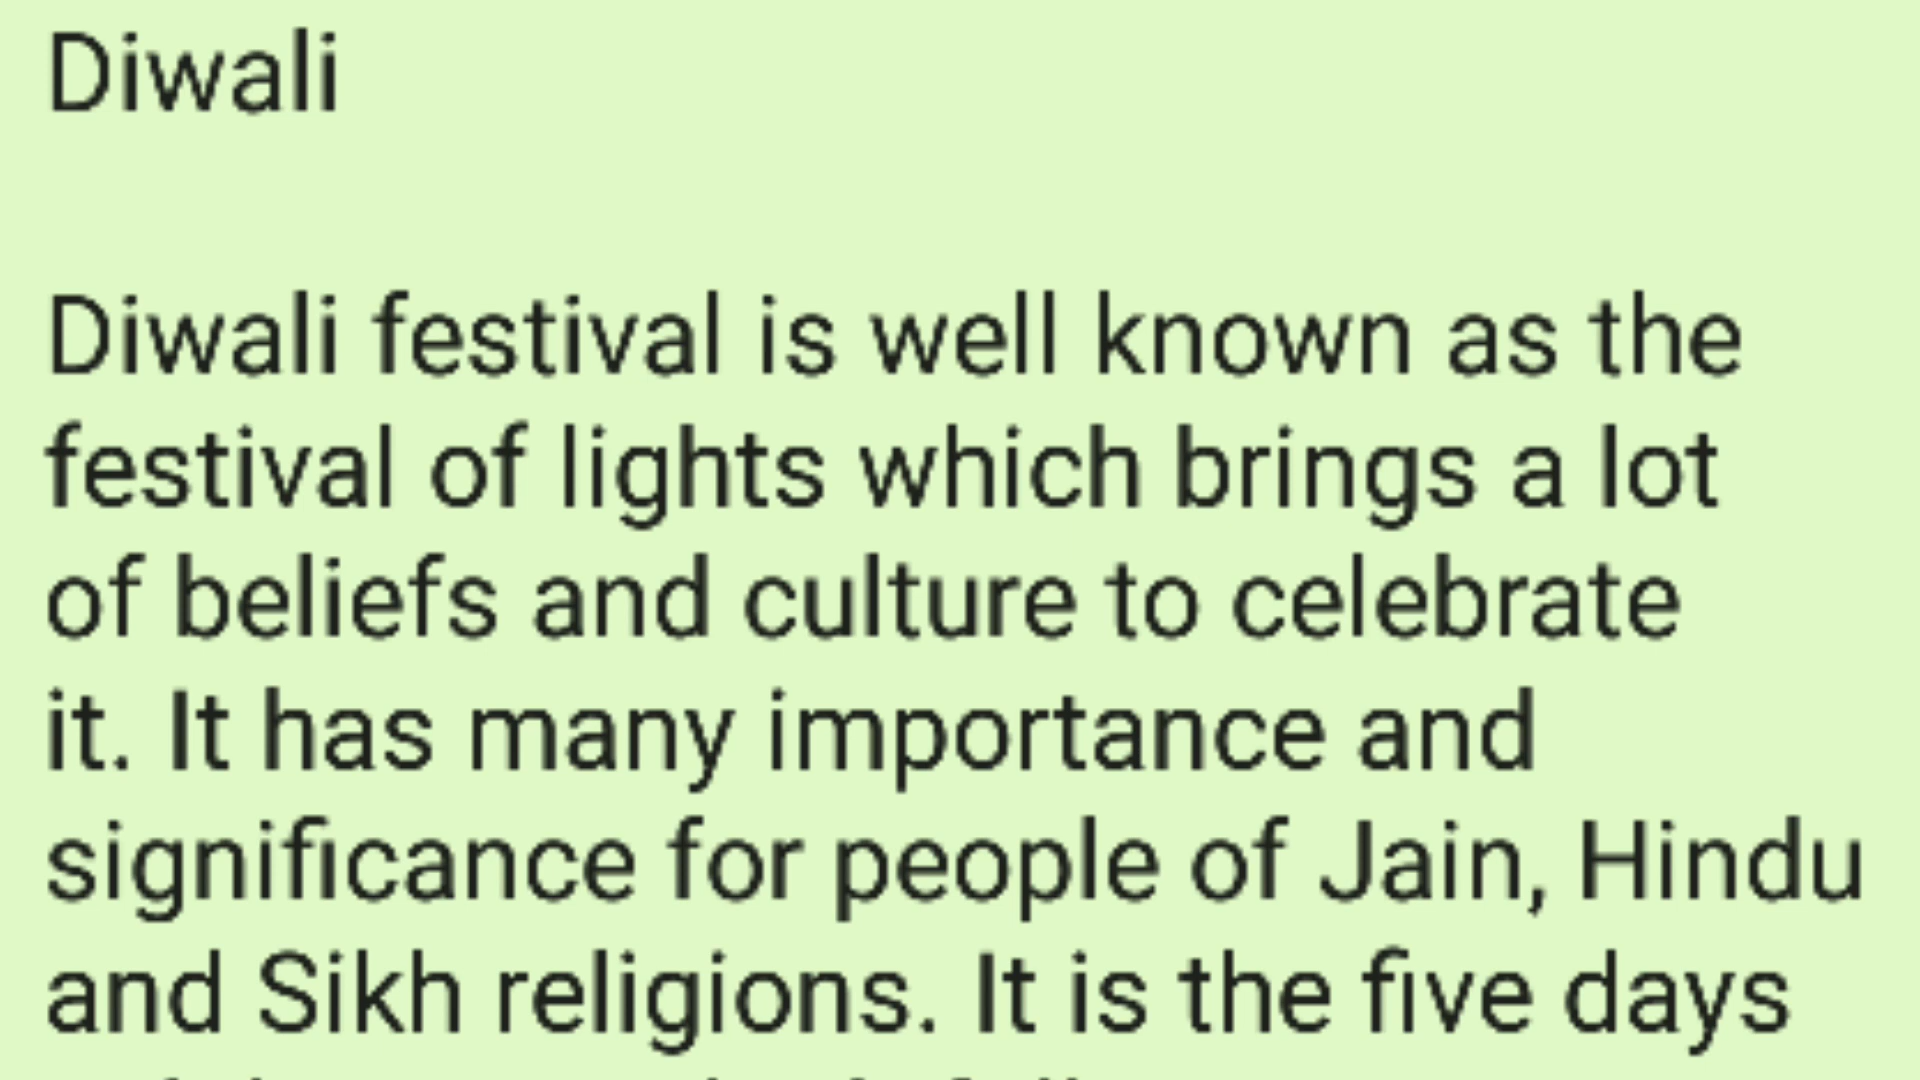 Diwali
Diwali festival is well known as the
festival of lights which brings a lot
of beliefs and culture to celebrate
it. It has many importance and
significance for people of Jain, Hindu
and Sikh religions. It is the five days